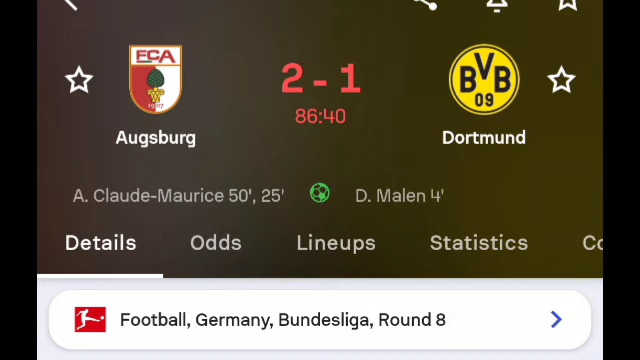 FCA
1907
BVB
09
2 - 1
86:40
Augsburg
Dortmund
A. Claude-Maurice 50', 25'
D. Malen 4'
Details
Odds
Lineups
Statistics
Football, Germany, Bundesliga, Round 8